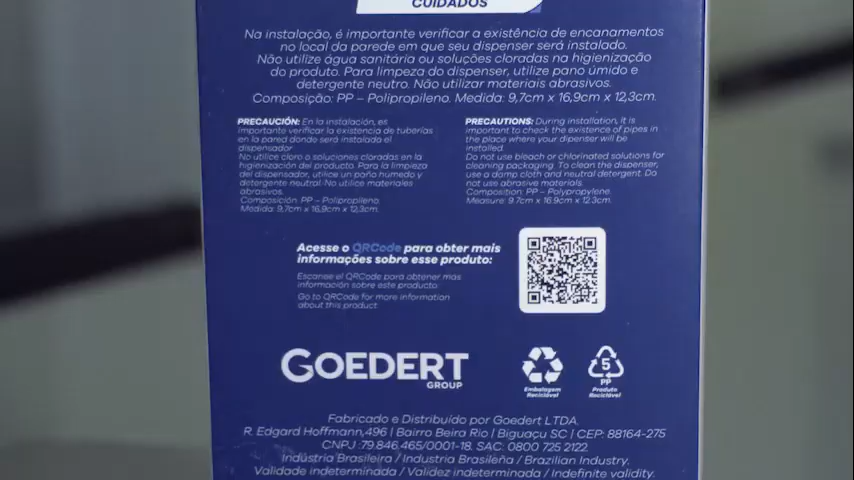 CUIDADOS
Na instalação, é importante verificar a existência de encanamentos
no local da parede em que seu dispenser será instalado.
Não utilize água sanitária ou soluções cloradas na higienização
do produto. Para limpeza do dispenser, utilize pano úmido e
detergente neutro. Não utilizar materiais abrasivos.
Composição: PP – Polipropileno. Medida: 9,7cm x 16,9cm x 12,3cm.
PRECAUCIÓN: En la instalación, es
importante verificar la existencia de tuberías
en la pared donde será instalado el
dispensador
No utilice cloro o soluciones cloradas en la
higienización del producto. Para la limpieza
del dispensador, utilice un paño humedo y
detergente neutral. No utilize materiales
abrasivos.
Composición: PP – Polipropileno.
Medida: 9,7cm x 16,9cm x 12,3cm.
PRECAUTIONS: During installation, it is
important to check the existence of pipes in
the place where your dipenser will be
installed.
Do not use bleach or chlorinated solutions for
cleaning packaging. To clean the dispenser,
use a damp cloth and neutral detergent. Do
not use abrasive materials.
Composition: PP – Polypropylene.
Measure: 9.7cm x 16.9cm x 12.3cm.
Acesse o QRCode para obter mais
informações sobre esse produto:
Escanee el QRCode para obtener más
información sobre este producto:
Go to QRCode for more information
about this product:
GOEDERT
GROUP
Embalagem
Reciclável
5
PP
Produto
Reciclável
Fabricado e Distribuído por Goedert LTDA.
R. Edgard Hoffmann,496 | Bairro Beira Rio | Biguaçu SC | CEP: 88164-275
CNPJ :79.846.465/0001-18. SAC: 0800 725 2122.
Indústria Brasileira / Industria Brasileña / Brazilian Industry.
Validade indeterminada / Validez indeterminada / Indefinite validity.